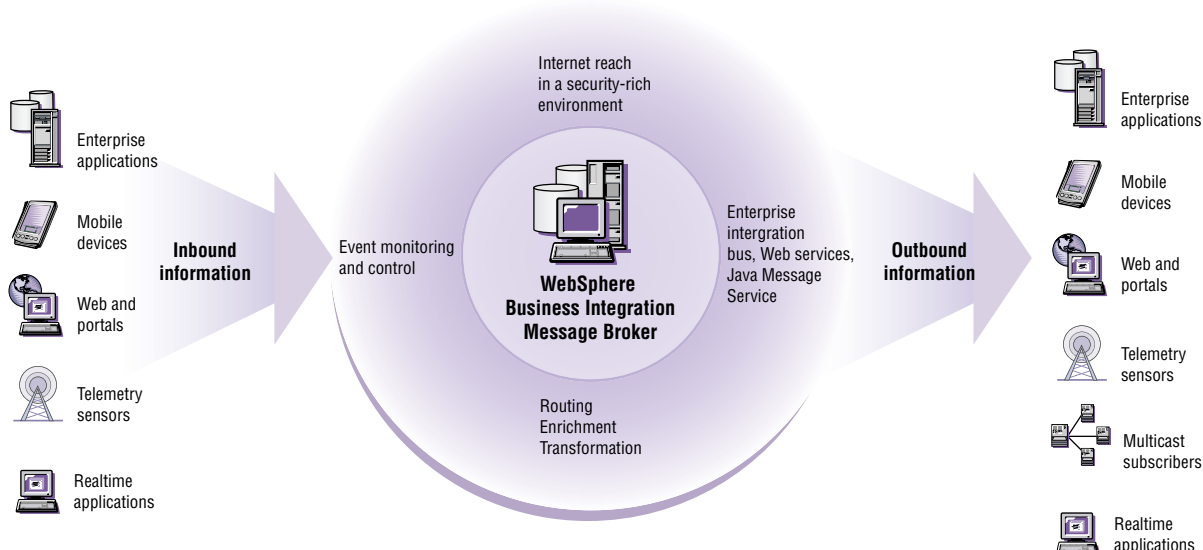 Enterprise
applications
Mobile
devices
Web and
portals
Telemetry
sensors
Realtime
applications
Inbound
information
Internet reach
in a security-rich
environment
Event monitoring
and control
WebSphere
Business Integration
Message Broker
Enterprise
intergration
bus, Web services,
Java Message
Service
Routing
Enrichment
Transformation
Outbound
information
Enterprise
applications
Mobile
devices
Web and
portals
Telemetry
sensors
Multicast
subscribers
Realtime
applications